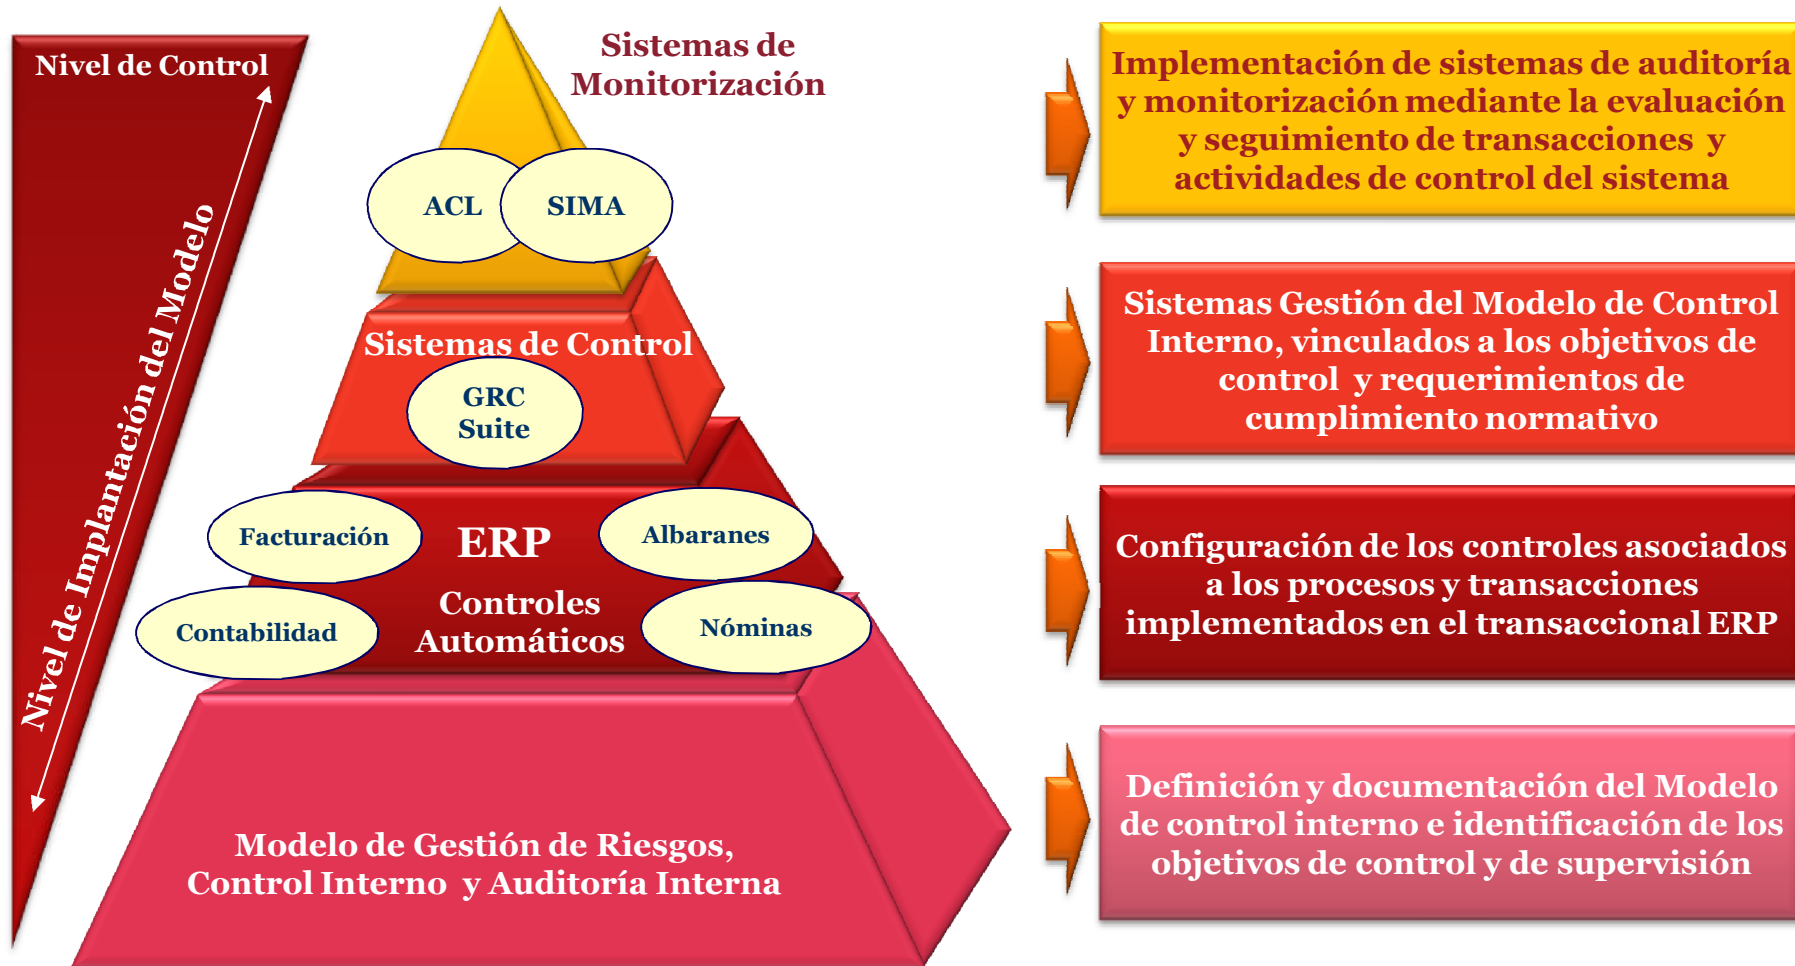 Nivel de Control
Nivel de Implantación del Modelo
Sistemas de
Monitorización
ACL
SIMA
Sistemas de Control
GRC
Suite
Facturación
ERP
Albaranes
Contabilidad
Controles
Automáticos
Nóminas
Modelo de Gestión de Riesgos,
Control Interno y Auditoría Interna
Implementación de sistemas de auditoría
y monitorización mediante la evaluación
y seguimiento de transacciones y
actividades de control del sistema
Sistemas Gestión del Modelo de Control
Interno, vinculados a los objetivos de
control y requerimientos de
cumplimiento normativo
Configuración de los controles asociados
a los procesos y transacciones
implementados en el transaccional ERP
Definición y documentación del Modelo
de control interno e identificación de los
objetivos de control y de supervisión